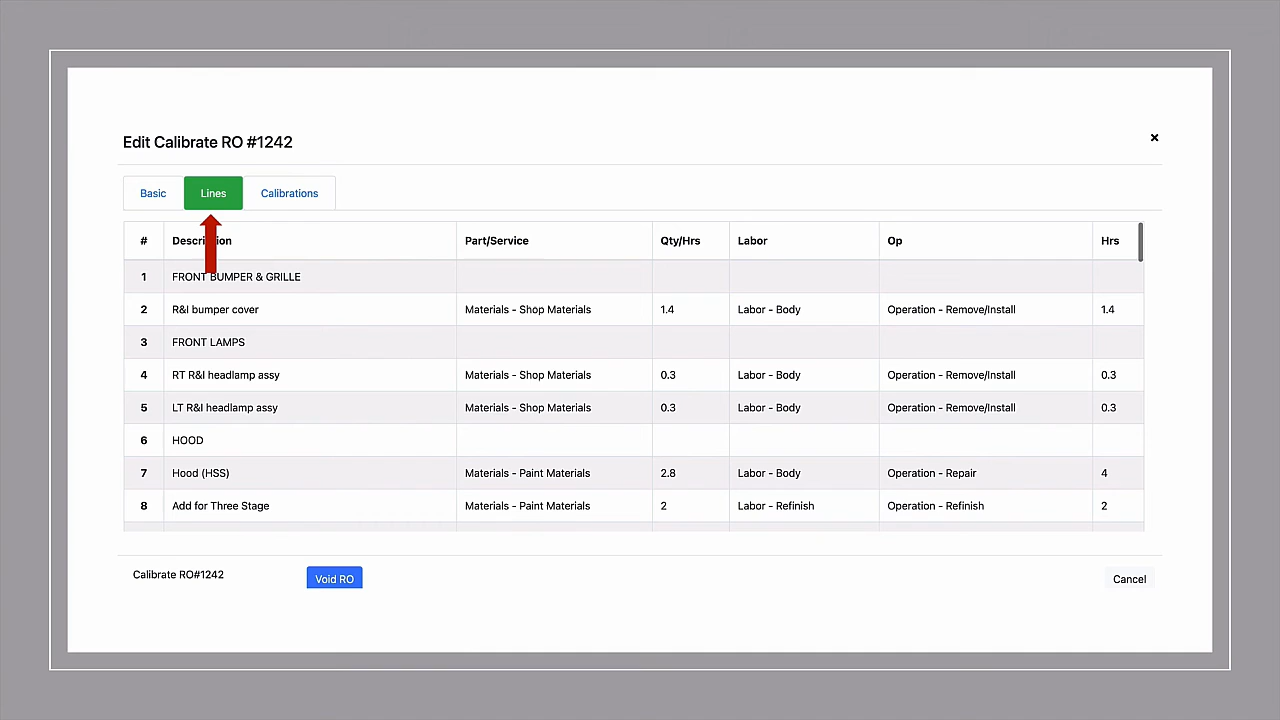 Edit Calibrate RO #1242
×
Basic Lines Calibrations
# Description Part/Service Qty/Hrs Labor Op Hrs
1 FRONT BUMPER & GRILLE
2 R&I bumper cover Materials - Shop Materials 1.4 Labor - Body Operation - Remove/Install 1.4
3 FRONT LAMPS
4 RT R&I headlamp assy Materials - Shop Materials 0.3 Labor - Body Operation - Remove/Install 0.3
5 LT R&I headlamp assy Materials - Shop Materials 0.3 Labor - Body Operation - Remove/Install 0.3
6 HOOD
7 Hood (HSS) Materials - Paint Materials 2.8 Labor - Body Operation - Repair 4
8 Add for Three Stage Materials - Paint Materials 2 Labor - Refinish Operation - Refinish 2
Calibrate RO#1242 Void RO Cancel